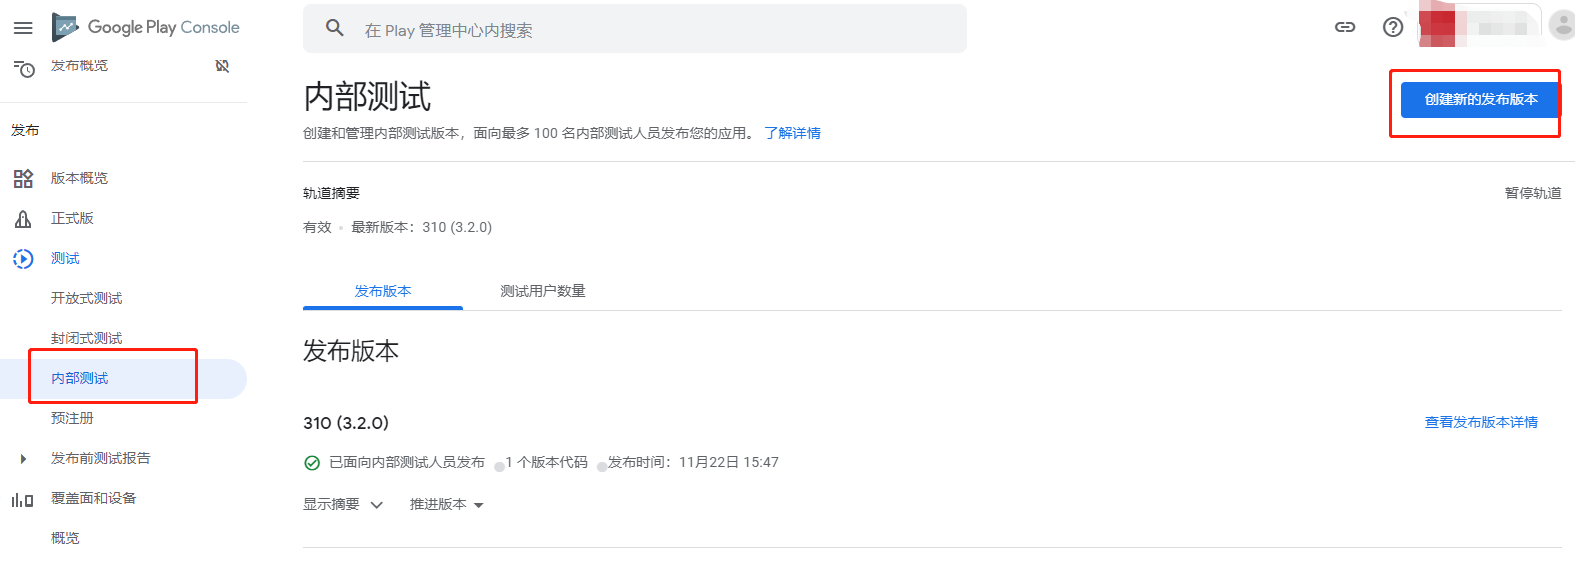 Google Play Console
在 Play 管理中心内搜索
发布概览
发布
版本概览
正式版
测试
开放式测试
封闭式测试
内部测试
预注册
发布前测试报告
覆盖面和设备
概览
内部测试
创建新的发布版本
创建和管理内部测试版本，面向最多 100 名内部测试人员发布您的应用。 了解详情
轨道摘要
暂停轨道
有效 • 最新版本：310 (3.2.0)
发布版本 测试用户数量
发布版本
310 (3.2.0)
查看发布版本详情
已面向内部测试人员发布 1 个版本代码 发布时间：11月22日 15:47
显示摘要 推进版本